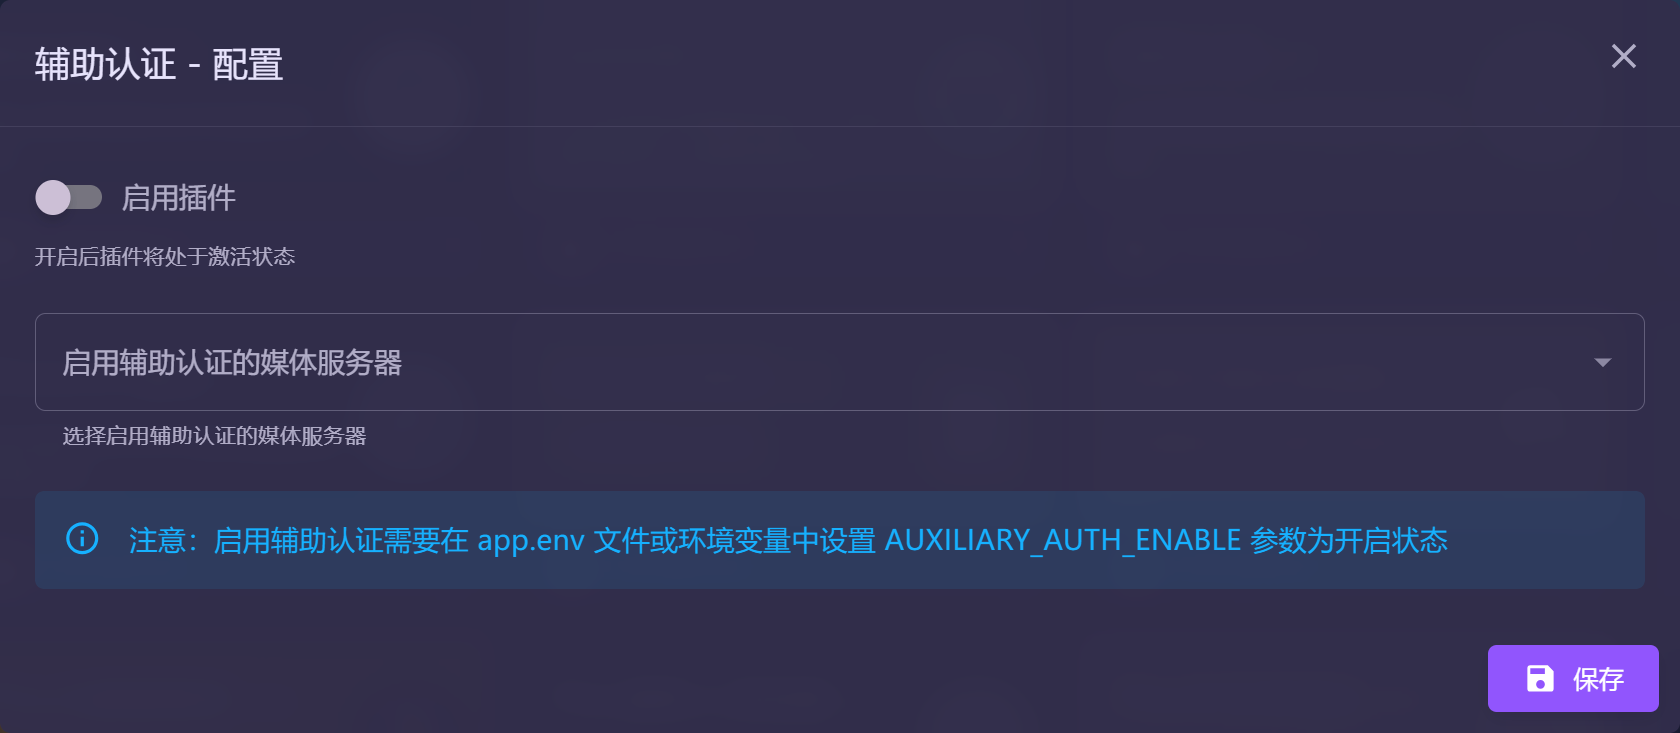 辅助认证 - 配置
启用插件
开启后插件将处于激活状态
启用辅助认证的媒体服务器
选择启用辅助认证的媒体服务器
注意：启用辅助认证需要在 app.env 文件或环境变量中设置 AUXILIARY_AUTH_ENABLE 参数为开启状态
保存